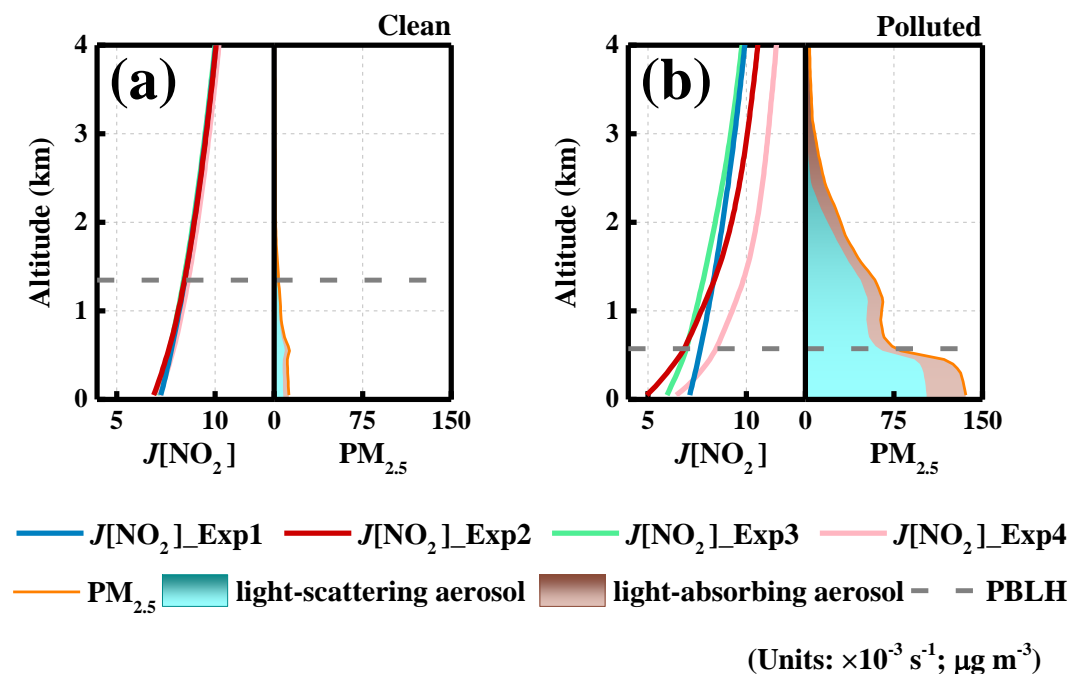 Clean
Polluted
(a)
(b)
Altitude (km)
4
3
2
1
0
5 10 0 75 150
J[NO2] PM2.5
Altitude (km)
4
3
2
1
0
5 10 0 75 150
J[NO2] PM2.5
J[NO2]_Exp1 J[NO2]_Exp2 J[NO2]_Exp3 J[NO2]_Exp4
PM2.5 light-scattering aerosol light-absorbing aerosol PBLH
(Units: ×10-3 s-1; μg m-3)